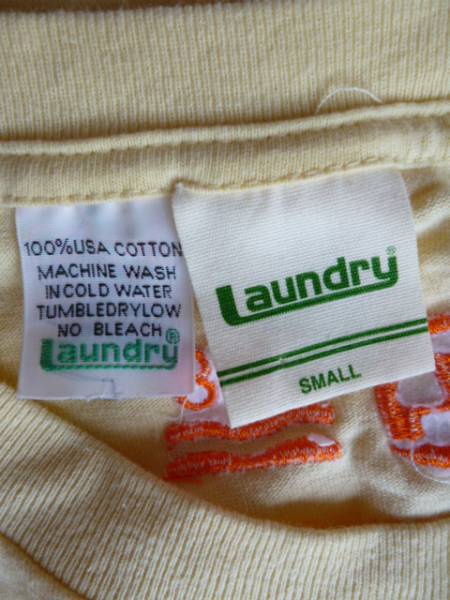 100%USA COTTON
MACHINE WASH
IN COLD WATER
TUMBLEDRYLOW
NO BLEACH
Laundry®
Laundry®
SMALL